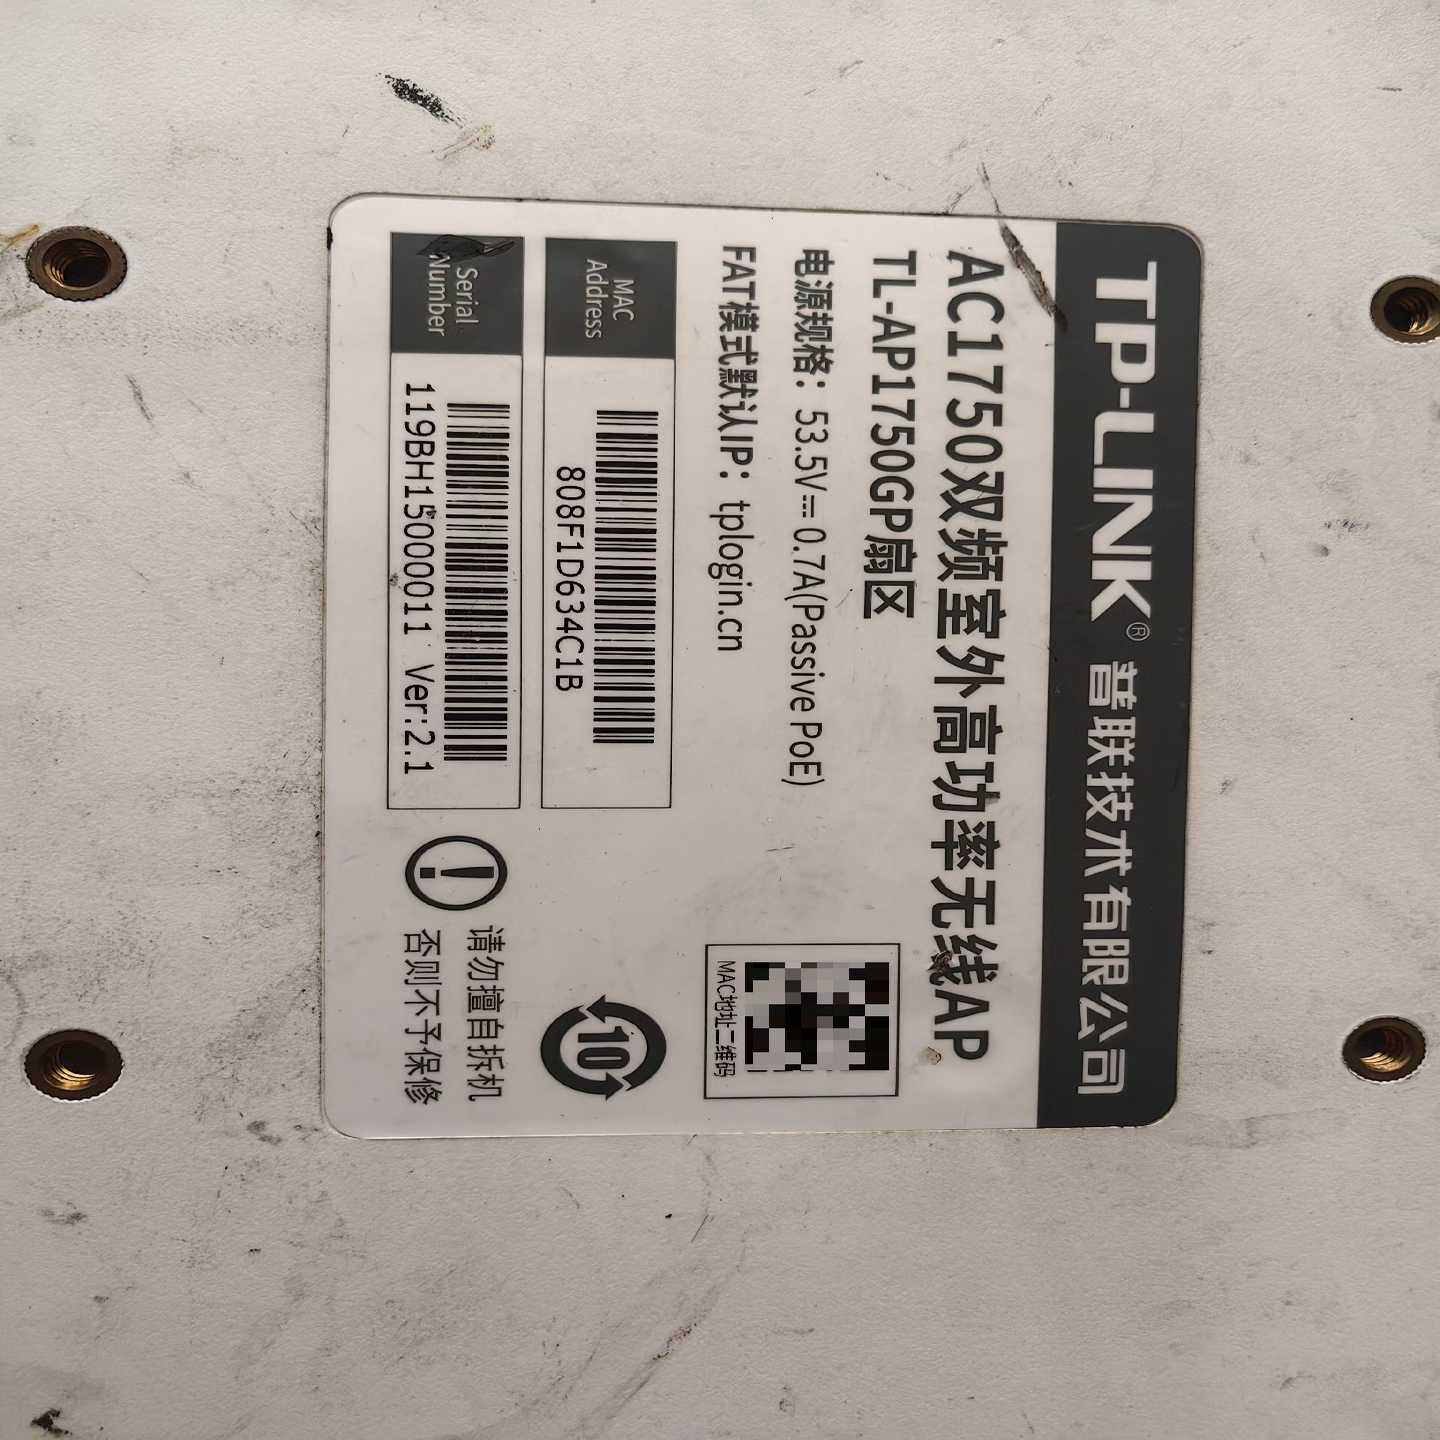 TP-LINK® 普联技术有限公司
AC1750双频室外高功率无线AP
TL-AP1750GP扇区
电源规格：53.5V⎓0.7A(Passive PoE)
FAT模式默认IP：tplogin.cn
MAC地址二维码
MAC
Address
808F1D634C1B
10
Serial
Number
119BH15000011 Ver:2.1
请勿擅自拆机
否则不予保修